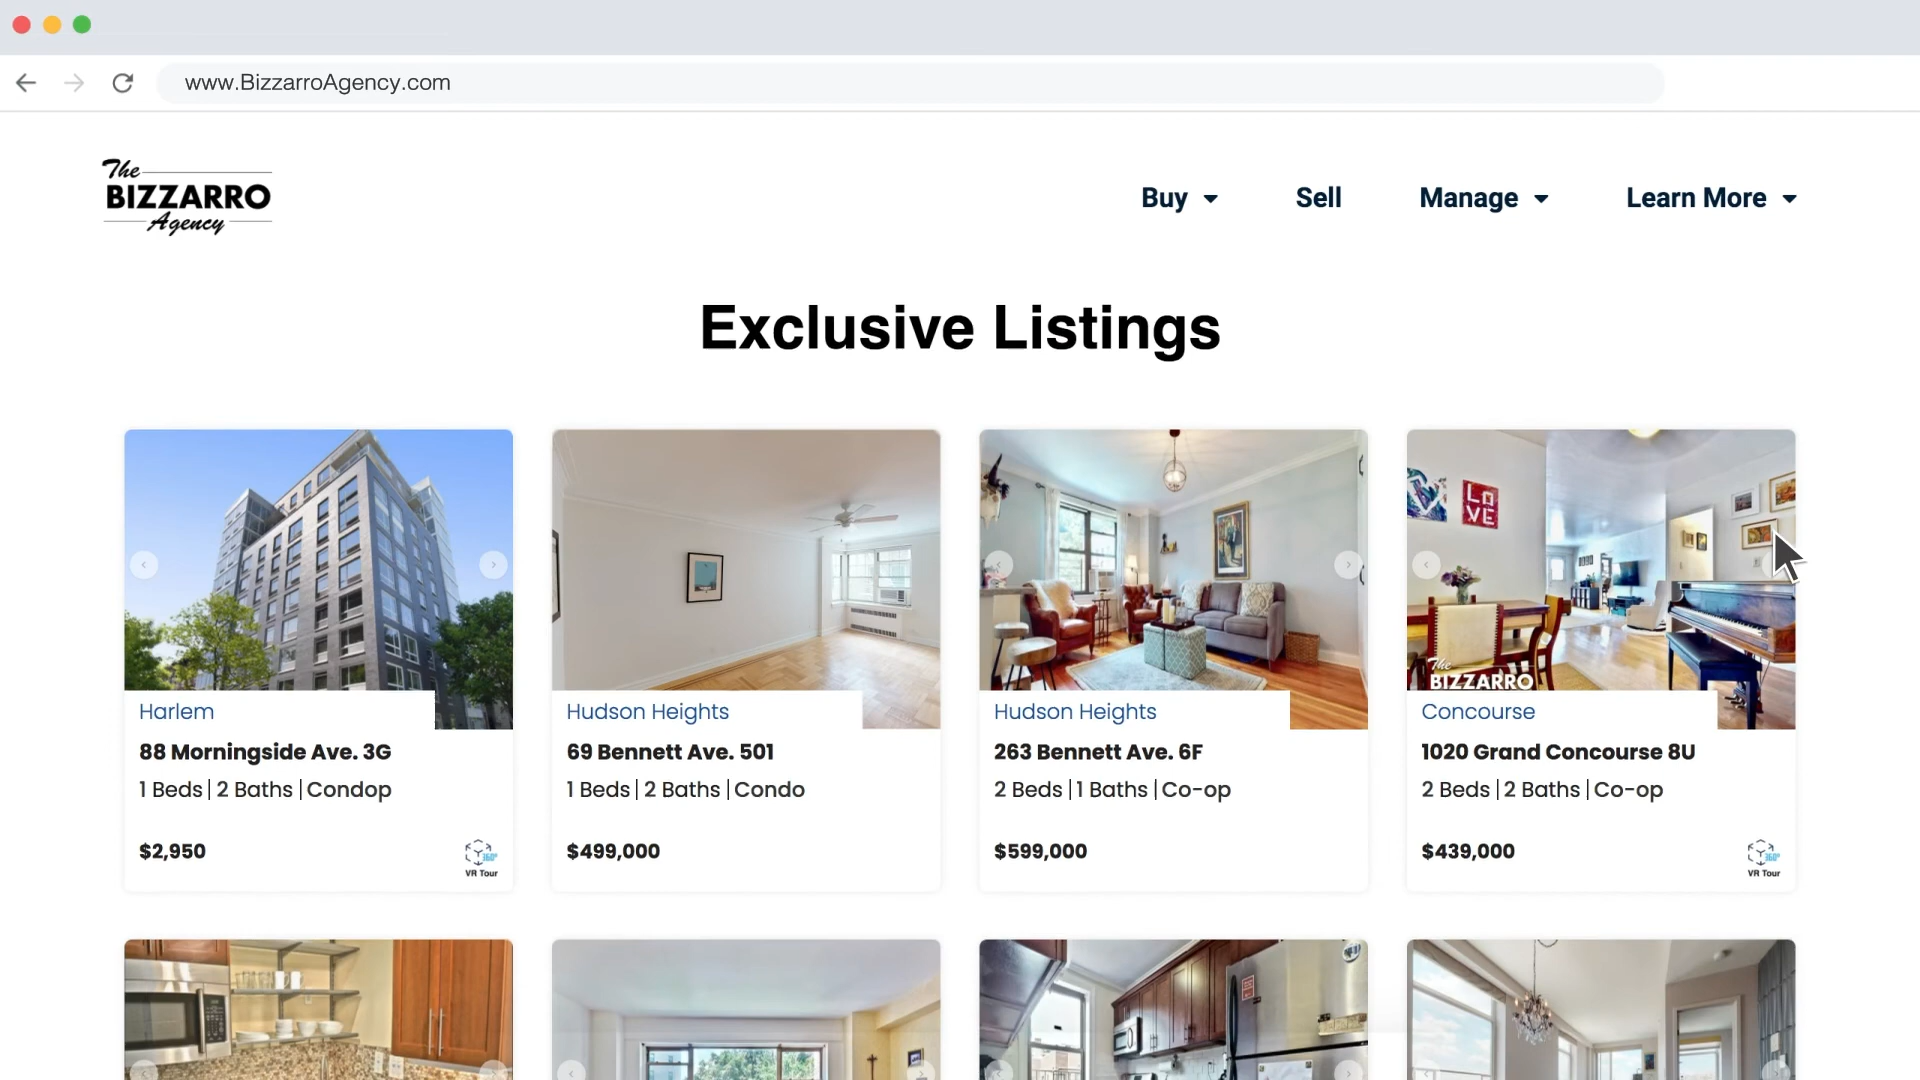 www.BizzarroAgency.com
The
BIZZARRO
Agency
Buy
Sell
Manage
Learn More
Exclusive Listings
LOVE
The
BIZZARRO
Harlem
88 Morningside Ave. 3G
1 Beds | 2 Baths | Condop
$2,950
360°
VR Tour
Hudson Heights
69 Bennett Ave. 501
1 Beds | 2 Baths | Condo
$499,000
Hudson Heights
263 Bennett Ave. 6F
2 Beds | 1 Baths | Co-op
$599,000
Concourse
1020 Grand Concourse 8U
2 Beds | 2 Baths | Co-op
$439,000
360°
VR Tour